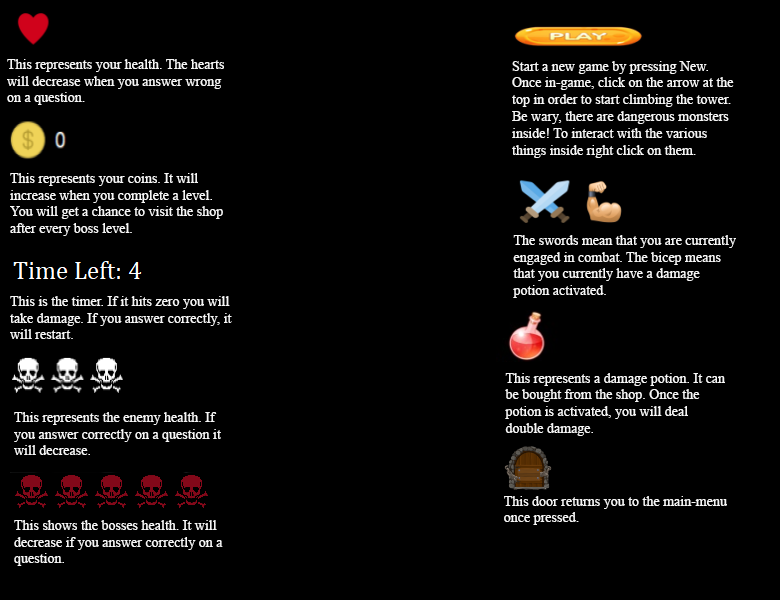 This represents your health. The hearts
will decrease when you answer wrong
on a question.
$ 0
This represents your coins. It will
increase when you complete a level.
You will get a chance to visit the shop
after every boss level.
Time Left: 4
This is the timer. If it hits zero you will
take damage. If you answer correctly, it
will restart.
This represents the enemy health. If
you answer correctly on a question it
will decrease.
This shows the bosses health. It will
decrease if you answer correctly on a
question.
PLAY
Start a new game by pressing New.
Once in-game, click on the arrow at the
top in order to start climbing the tower.
Be wary, there are dangerous monsters
inside! To interact with the various
things inside right click on them.
The swords mean that you are currently
engaged in combat. The bicep means
that you currently have a damage
potion activated.
This represents a damage potion. It can
be bought from the shop. Once the
potion is activated, you will deal
double damage.
This door returns you to the main-menu
once pressed.